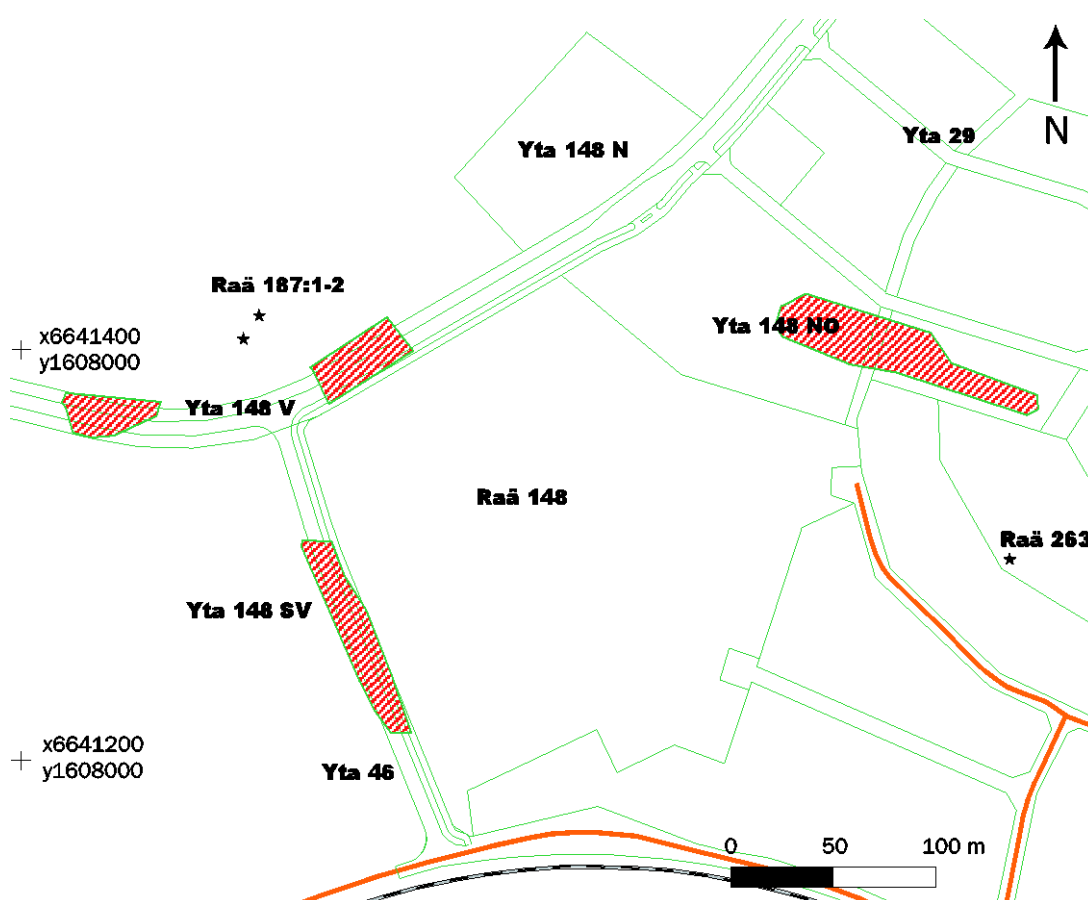 N
Yta 29
Yta 148 N
Raä 187:1-2
Yta 148 NO
x6641400
y1608000
Yta 148 V
Raä 148
Raä 263
Yta 148 SV
x6641200
y1608000
Yta 46
0 50 100 m